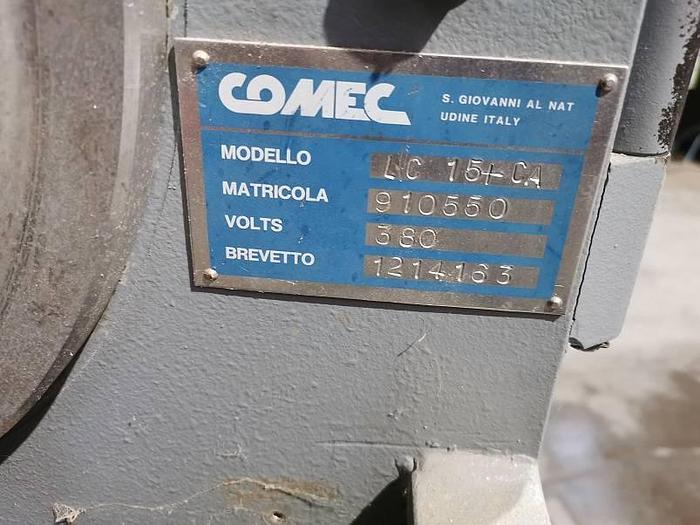 COMEC
S. GIOVANNI AL NAT
UDINE ITALY
MODELLO LC 15+CA
MATRICOLA 910550
VOLTS 380
BREVETTO 1214163